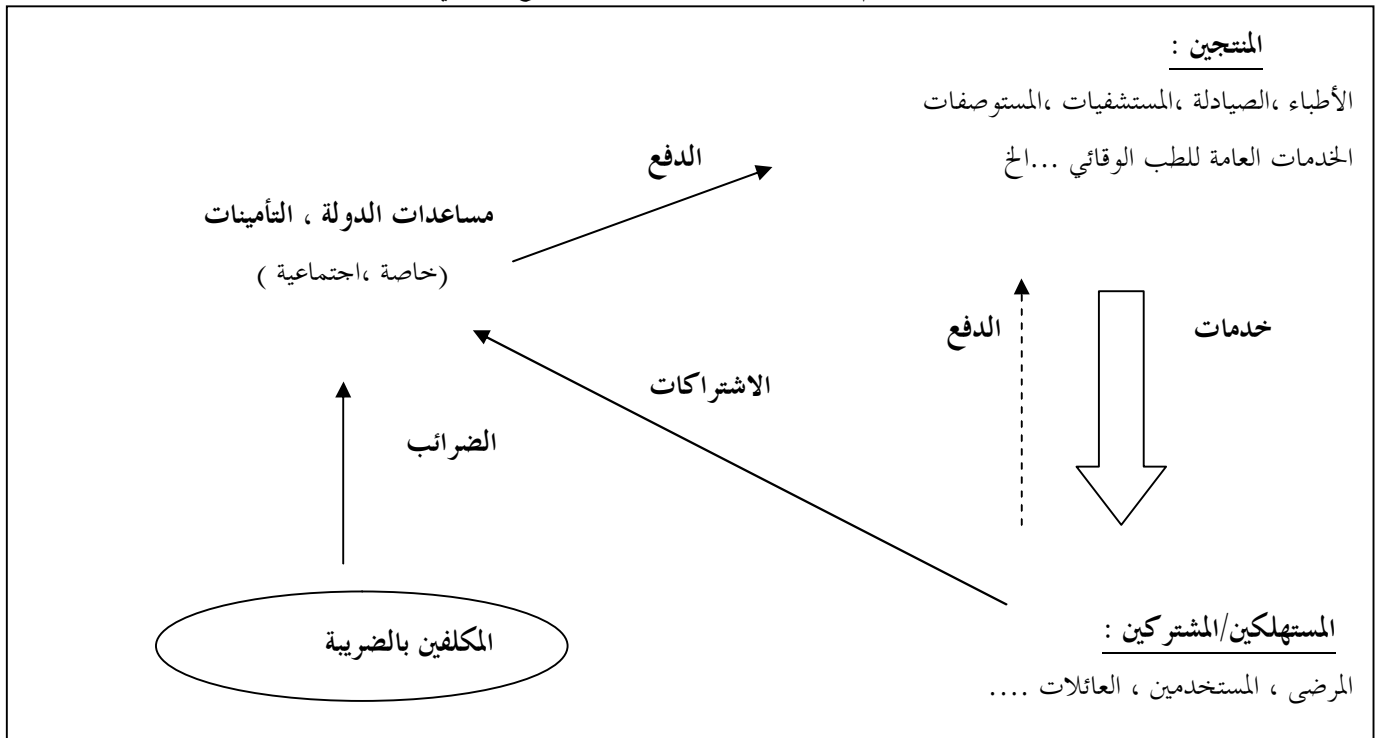 المنتجين :
الأطباء ،الصيادلة ،المستشفيات ،المستوصفات
الخدمات العامة للطب الوقائي ...الخ
الدفع
مساعدات الدولة ، التأمينات
(خاصة ،اجتماعية )
خدمات
الدفع
الاشتراكات
الضرائب
المكلفين بالضريبة
المستهلكين/المشتركين :
المرضى ، المستخدمين ، العائلات ....